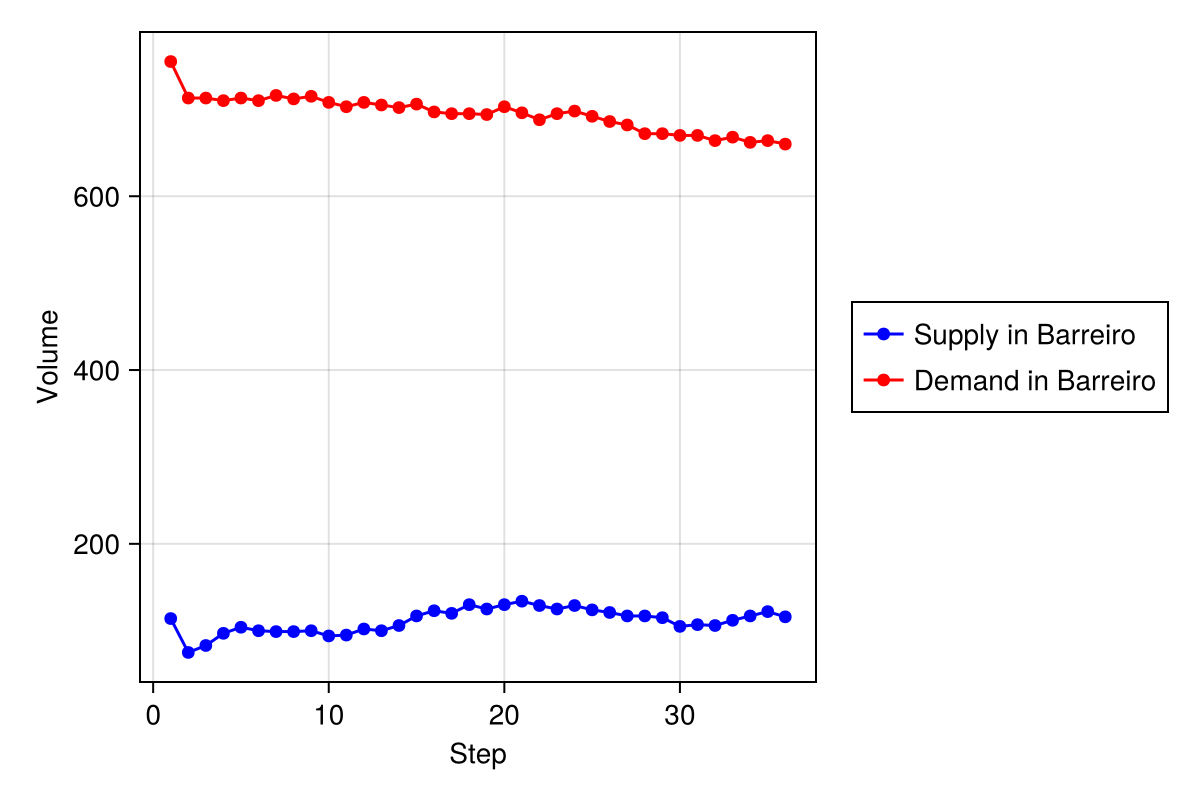 600
400
200
Volume
0 10 20 30
Step
Supply in Barreiro
Demand in Barreiro